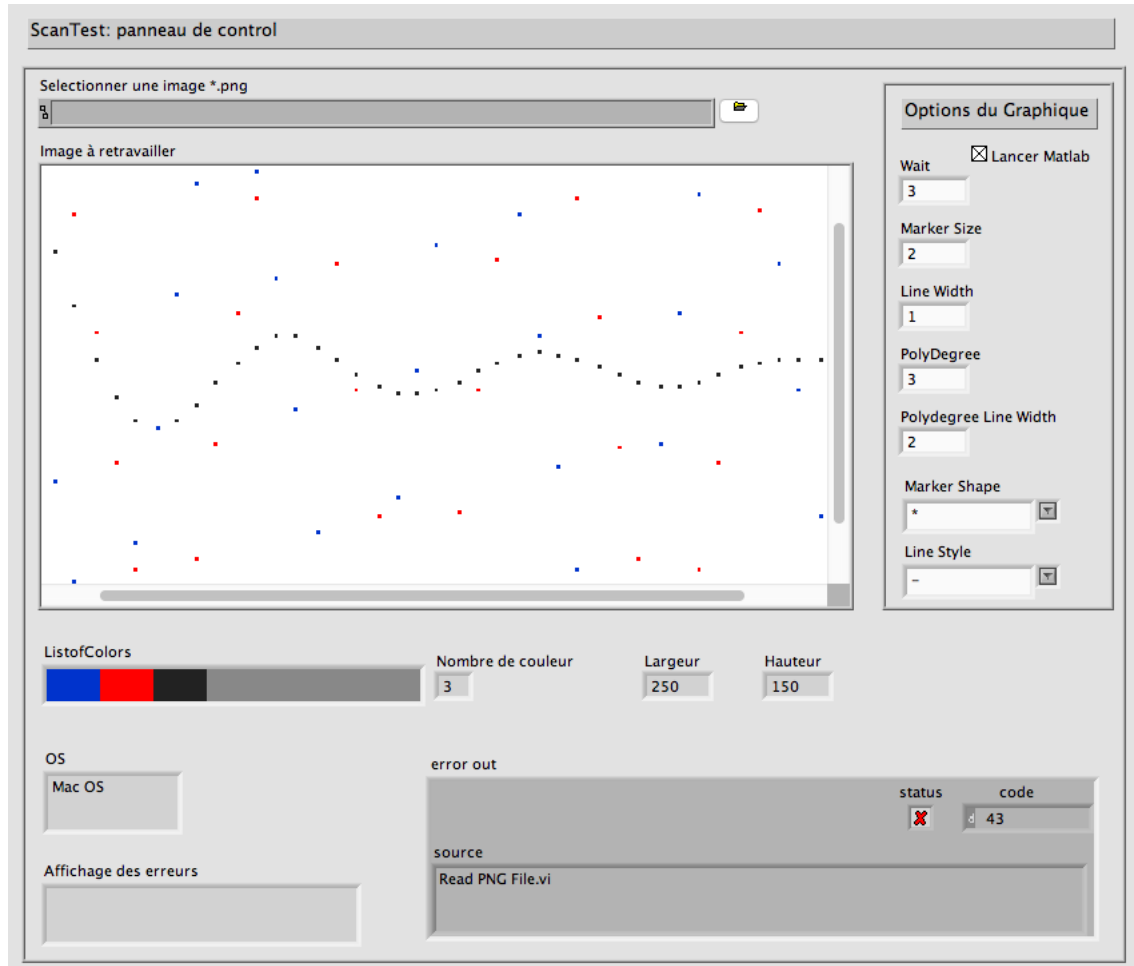 ScanTest: panneau de control
Selectionner une image *.png
Image à retravailler
Options du Graphique
Lancer Matlab
Wait
3
Marker Size
2
Line Width
1
PolyDegree
3
Polydegree Line Width
2
Marker Shape
*
Line Style
-
ListofColors
Nombre de couleur
3
Largeur
250
Hauteur
150
OS
Mac OS
Affichage des erreurs
error out
status
code
d 43
source
Read PNG File.vi